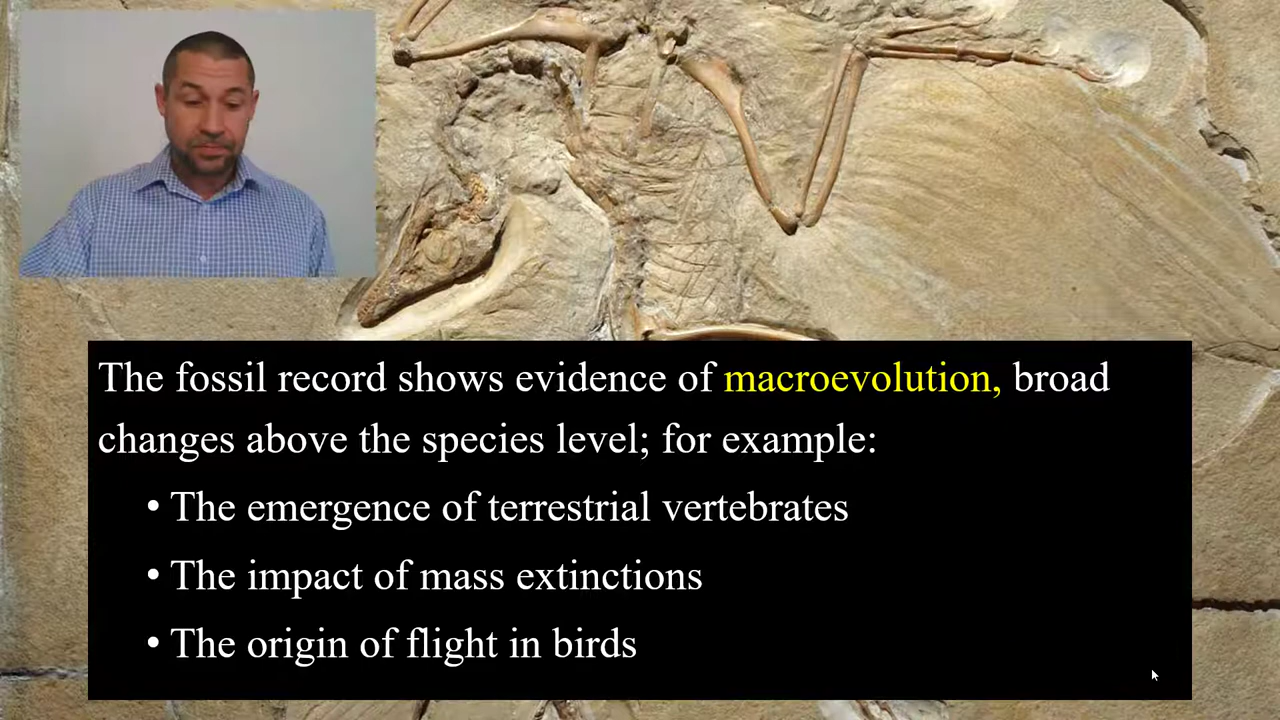 The fossil record shows evidence of macroevolution, broad
changes above the species level; for example:
• The emergence of terrestrial vertebrates
• The impact of mass extinctions
• The origin of flight in birds